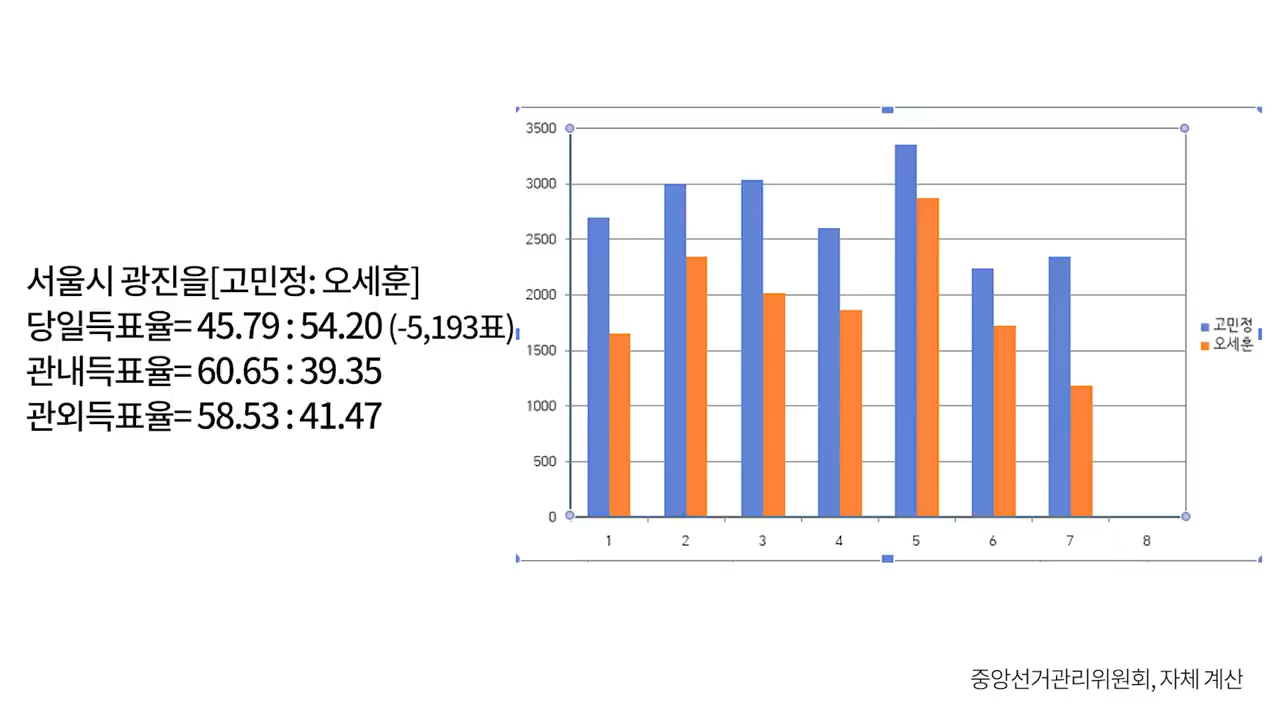 서울시 광진을[고민정: 오세훈]
당일득표율= 45.79 : 54.20 (-5,193표)
관내득표율= 60.65 : 39.35
관외득표율= 58.53 : 41.47
3500
3000
2500
2000
1500
1000
500
0
1 2 3 4 5 6 7 8
고민정
오세훈
중앙선거관리위원회, 자체 계산